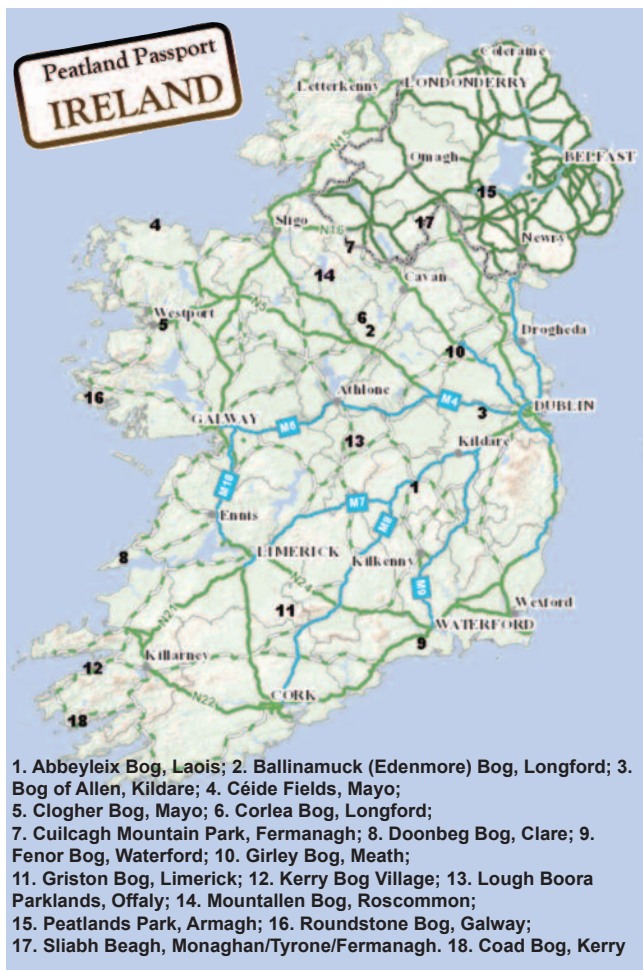 Peatland Passport
IRELAND
Coleraine
Letterkenny
LONDONDERRY
N15
Omagh
BELFAST
15
4
Sligo
N16
17
7
Newry
14
Cavan
Westport
5
N5
6
2
Drogheda
10
16
Athlone
M4
3
DUBLIN
GALWAY
M6
13
Kildare
M18
1
M7
Ennis
M8
8
LIMERICK
Kilkenny
N24
M9
N21
11
Wexford
WATERFORD
9
12
Killarney
N22
CORK
18
1. Abbeyleix Bog, Laois; 2. Ballinamuck (Edenmore) Bog, Longford; 3.
Bog of Allen, Kildare; 4. Céide Fields, Mayo;
5. Clogher Bog, Mayo; 6. Corlea Bog, Longford;
7. Cuilcagh Mountain Park, Fermanagh; 8. Doonbeg Bog, Clare; 9.
Fenor Bog, Waterford; 10. Girley Bog, Meath;
11. Griston Bog, Limerick; 12. Kerry Bog Village; 13. Lough Boora
Parklands, Offaly; 14. Mountallen Bog, Roscommon;
15. Peatlands Park, Armagh; 16. Roundstone Bog, Galway;
17. Sliabh Beagh, Monaghan/Tyrone/Fermanagh. 18. Coad Bog, Kerry